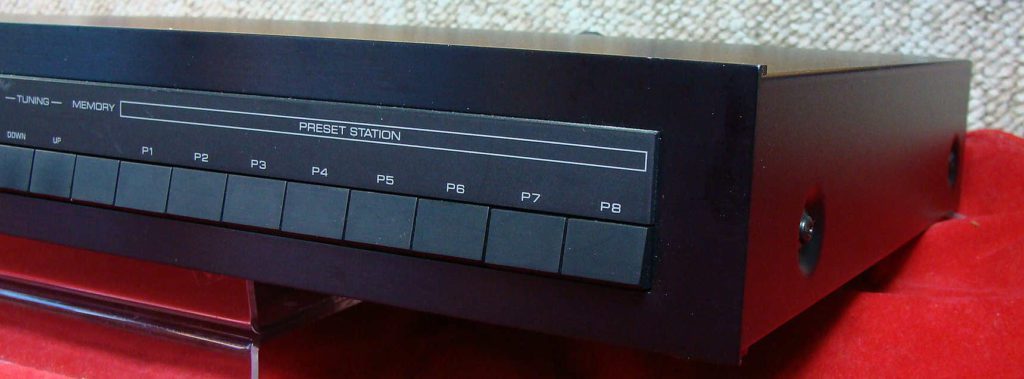 TUNING MEMORY
PRESET STATION
DOWN UP P1 P2 P3 P4 P5 P6 P7 P8